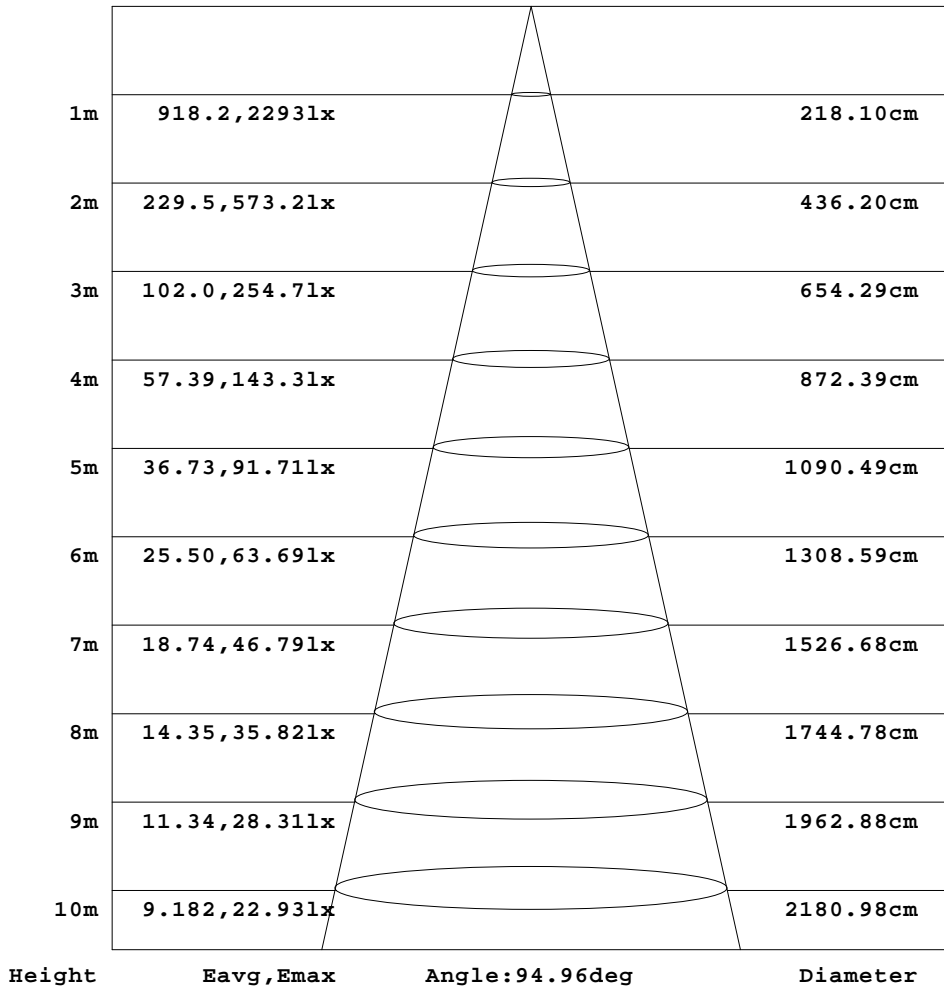 1m 918.2,2293lx 218.10cm
2m 229.5,573.2lx 436.20cm
3m 102.0,254.7lx 654.29cm
4m 57.39,143.3lx 872.39cm
5m 36.73,91.71lx 1090.49cm
6m 25.50,63.69lx 1308.59cm
7m 18.74,46.79lx 1526.68cm
8m 14.35,35.82lx 1744.78cm
9m 11.34,28.31lx 1962.88cm
10m 9.182,22.93lx 2180.98cm
Height Eavg,Emax Angle:94.96deg Diameter